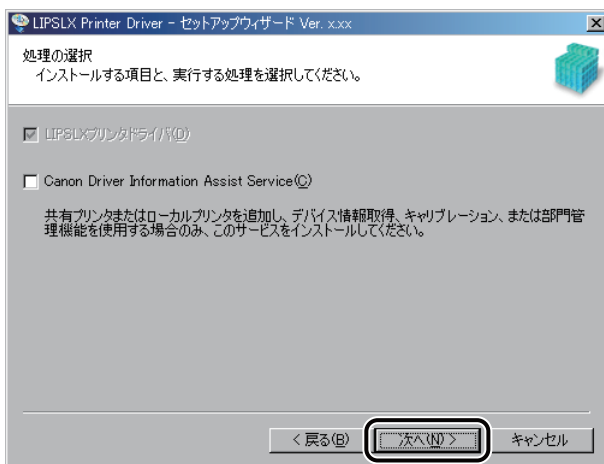 LIPSLX Printer Driver - セットアップウィザード Ver. x.xx
処理の選択
インストールする項目と、実行する処理を選択してください。
LIPSLXプリンタドライバ(D)
Canon Driver Information Assist Service(C)
共有プリンタまたはローカルプリンタを追加し、デバイス情報取得、キャリブレーション、または部門管
理機能を使用する場合のみ、このサービスをインストールしてください。
< 戻る(B)
次へ(N) >
キャンセル